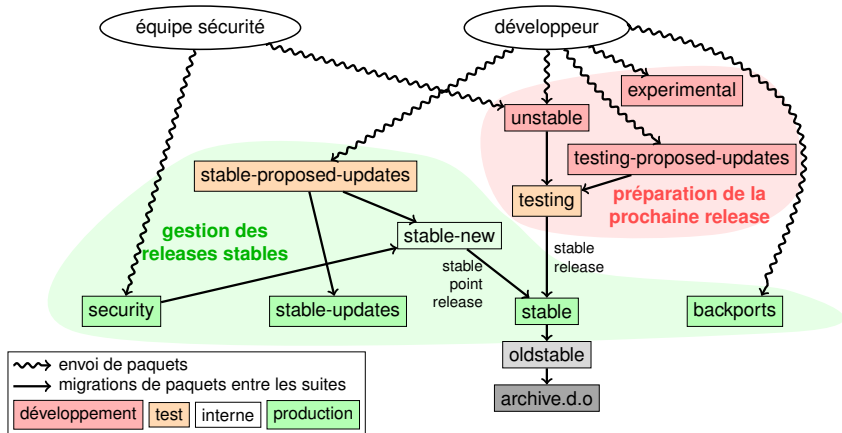 équipe sécurité
développeur
experimental
unstable
testing-proposed-updates
stable-proposed-updates
testing
préparation de la
prochaine release
gestion des
releases stables
stable-new
stable
release
stable
point
release
security
stable-updates
stable
backports
oldstable
archive.d.o
envoi de paquets
migrations de paquets entre les suites
développement
test
interne
production